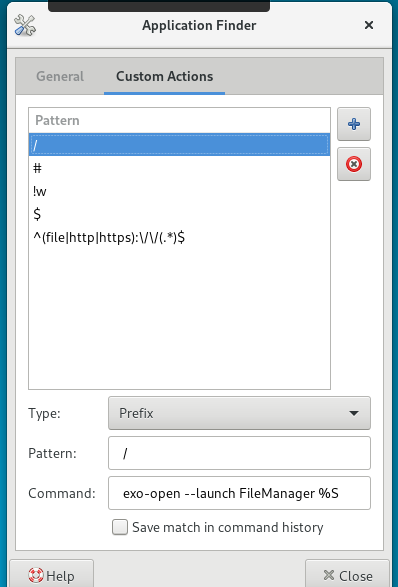 Application Finder
General Custom Actions
Pattern
/
#
!w
$
^(file|http|https):\/\/(.*)$
Type: Prefix
Pattern: /
Command: exo-open --launch FileManager %S
Save match in command history
Help Close